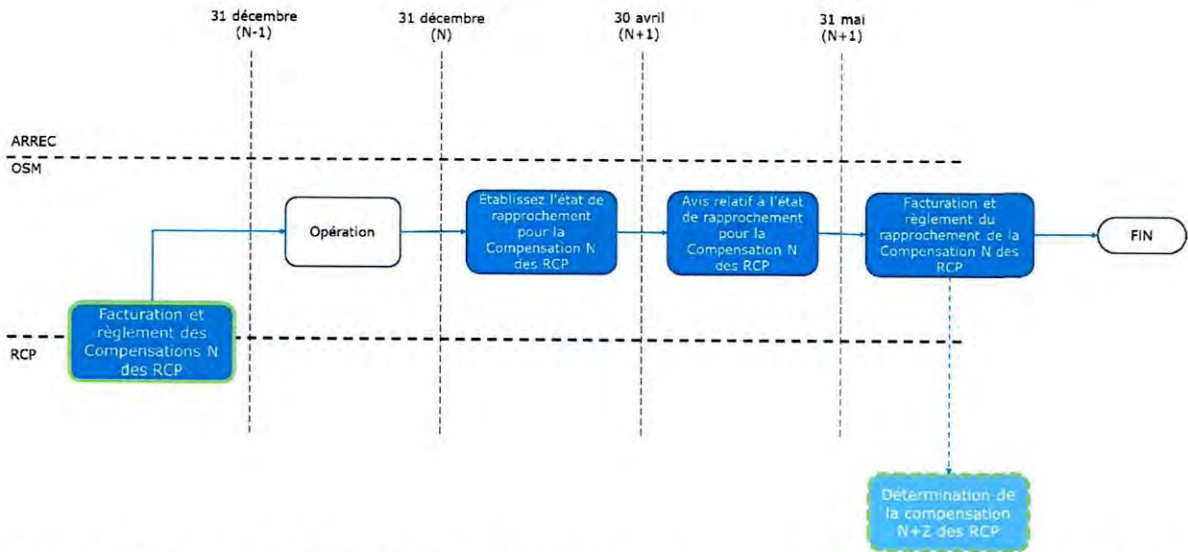 31 décembre
(N-1)
31 décembre
(N)
30 avril
(N+1)
31 mai
(N+1)
ARREC
OSM
Opération
Etablissez l'état de
rapprochement
pour la
Compensation N
des RCP
Avis relatif à l'état
de rapprochement
pour la
Compensation N
des RCP
Facturation et
règlement du
rapprochement de la
Compensation N des
RCP
FIN
Facturation et
règlement des
Compensations N
des RCP
RCP
Détermination de
la compensation
N+2 des RCP